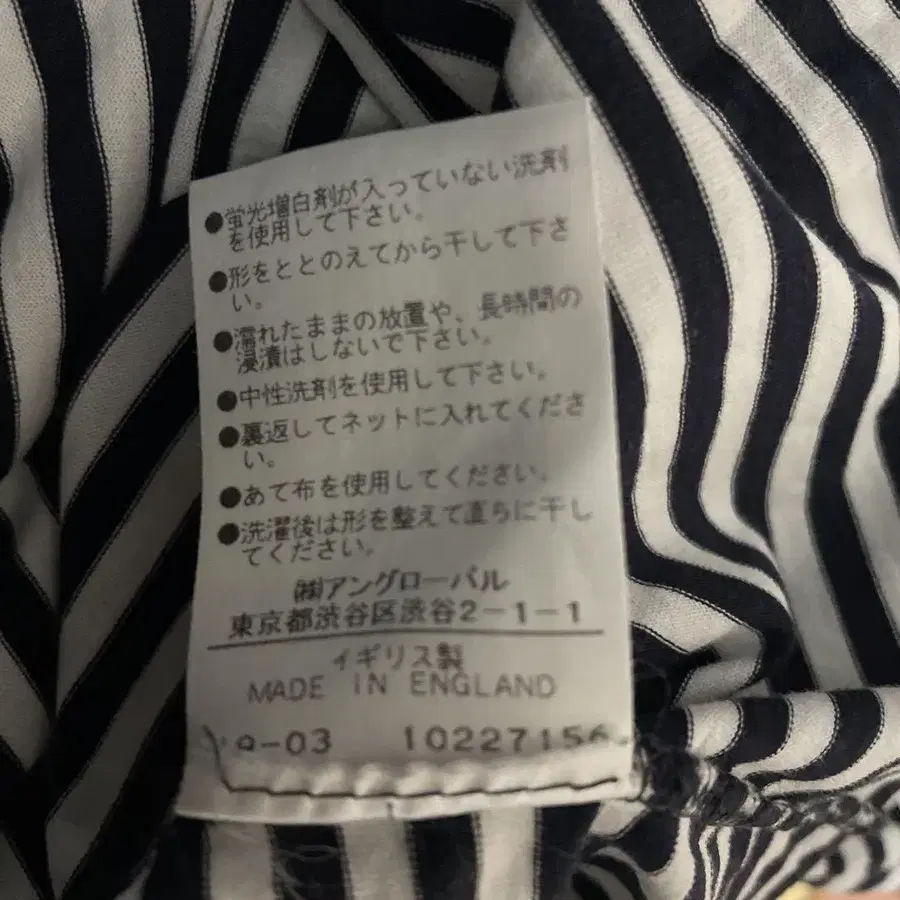 ●蛍光増白剤が入っていない洗剤
を使用して下さい。
●形をととのえてから干して下さ
い。
●濡れたままの放置や、長時間の
浸漬はしないで下さい。
●中性洗剤を使用して下さい。
●裏返してネットに入れてくださ
い。
●あて布を使用してください。
●洗濯後は形を整えて直ちに干し
てください。
㈱アングローバル
東京都渋谷区渋谷2-1-1
イギリス製
MADE IN ENGLAND
9-03 10227156